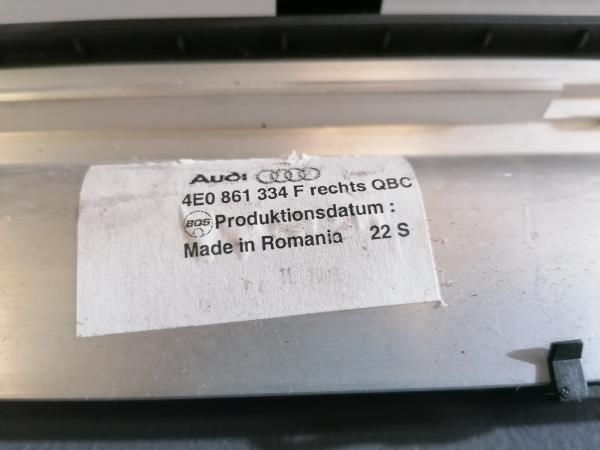 Audi
4E0 861 334 F rechts QBC
BOS Produktionsdatum :
Made in Romania 22 S